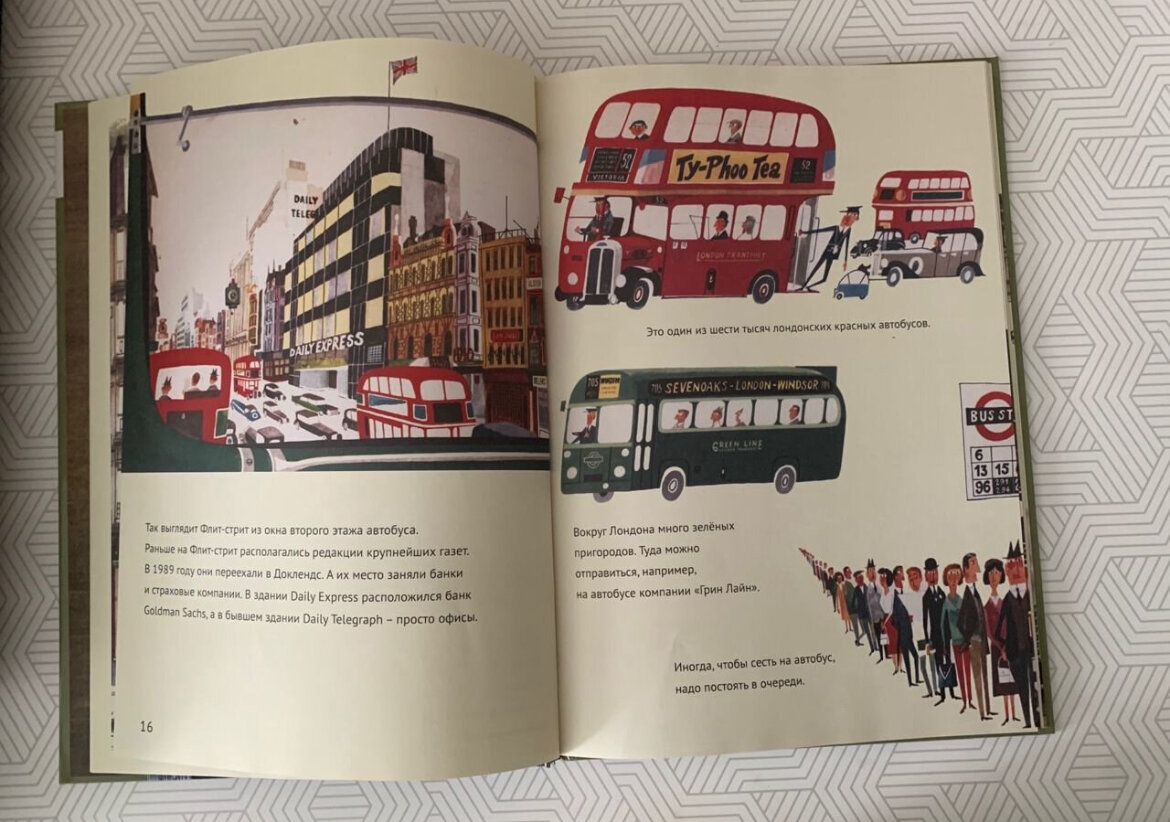 DAILY
DAILY EXPRESS
Так выглядит Флит-стрит из окна второго этажа автобуса.
Раньше на Флит-стрит располагались редакции крупнейших газет.
В 1989 году они переехали в Доклендс. А их место заняли банки
и страховые компании. В здании Daily Express расположился банк
Goldman Sachs, а в бывшем здании Daily Telegraph – просто офисы.
16
52
VICTORIA
Ty-Phoo Tea
52
LONDON TRANSPORT
Это один из шести тысяч лондонских красных автобусов.
705
705 SEVENOAKS-LONDON-WINDSOR
GREEN LINE
BUS ST
6
13 15
96
Вокруг Лондона много зелёных
пригородов. Туда можно
отправиться, например,
на автобусе компании «Грин Лайн».
Иногда, чтобы сесть на автобус,
надо постоять в очереди.